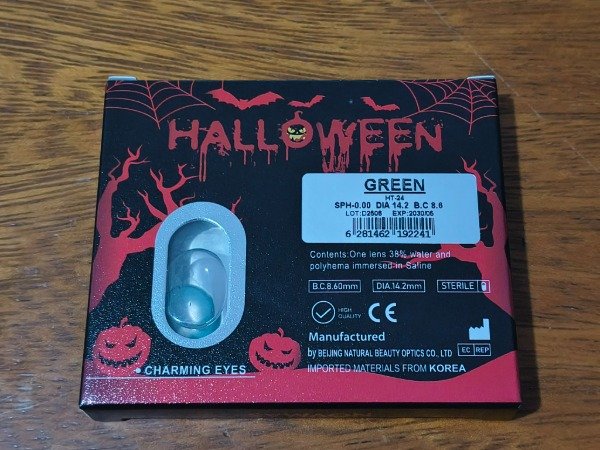 HALLOWEEN
GREEN
HT-24
SPH-0.00 DIA 14.2 B.C 8.6
LOT:D2506 EXP:2030/05
6 281462 192241
Contents:One lens 38% water and
polyhema immersed in Saline
B.C.8.60mm DIA.14.2mm STERILE
HIGH
QUALITY
CE
Manufactured
by BEIJING NATURAL BEAUTY OPTICS CO., LTD
EC REP
IMPORTED MATERIALS FROM KOREA
CHARMING EYES